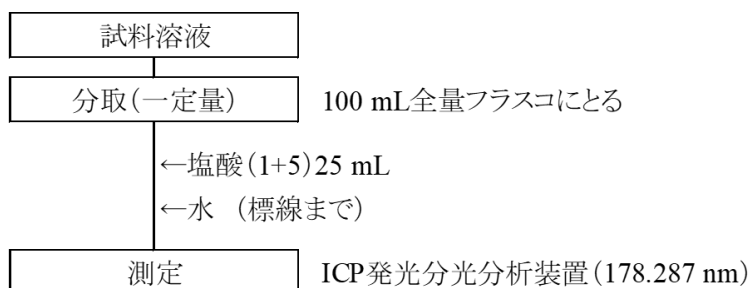 試料溶液
分取(一定量) 100 mL全量フラスコにとる
←塩酸(1+5)25 mL
←水 (標線まで)
測定 ICP発光分光分析装置(178.287 nm)